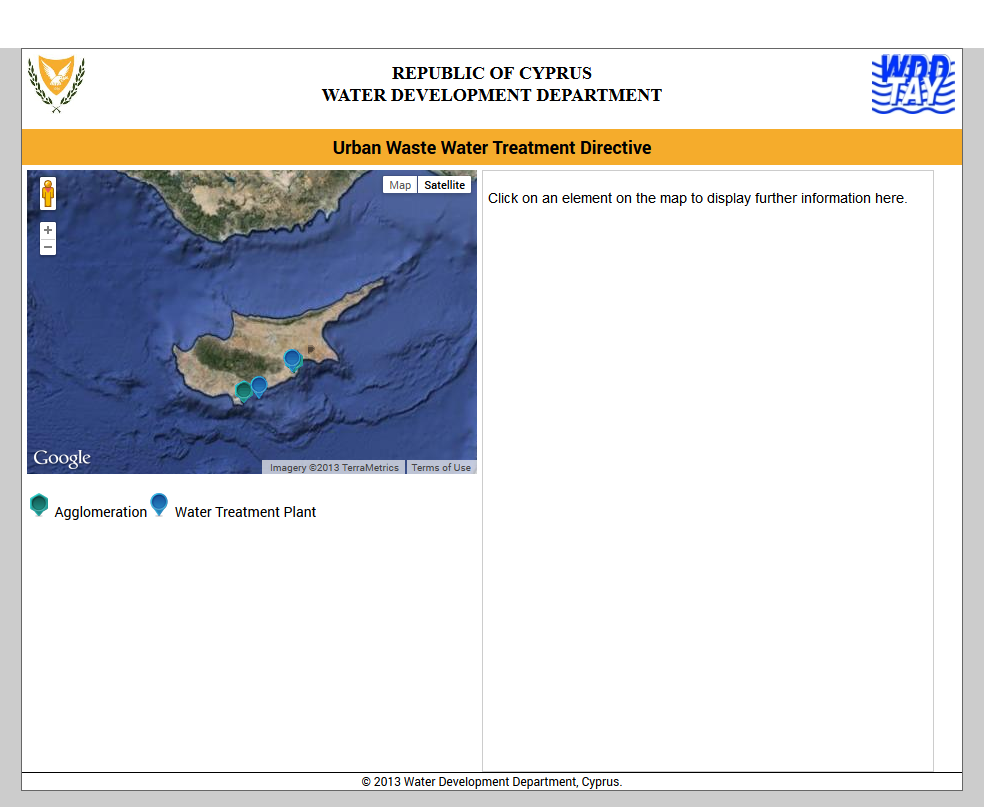 REPUBLIC OF CYPRUS
WATER DEVELOPMENT DEPARTMENT
WDD
TAY
Urban Waste Water Treatment Directive
Map
Satellite
Click on an element on the map to display further information here.
+
−
Google
Imagery ©2013 TerraMetrics
Terms of Use
Agglomeration
Water Treatment Plant
© 2013 Water Development Department, Cyprus.